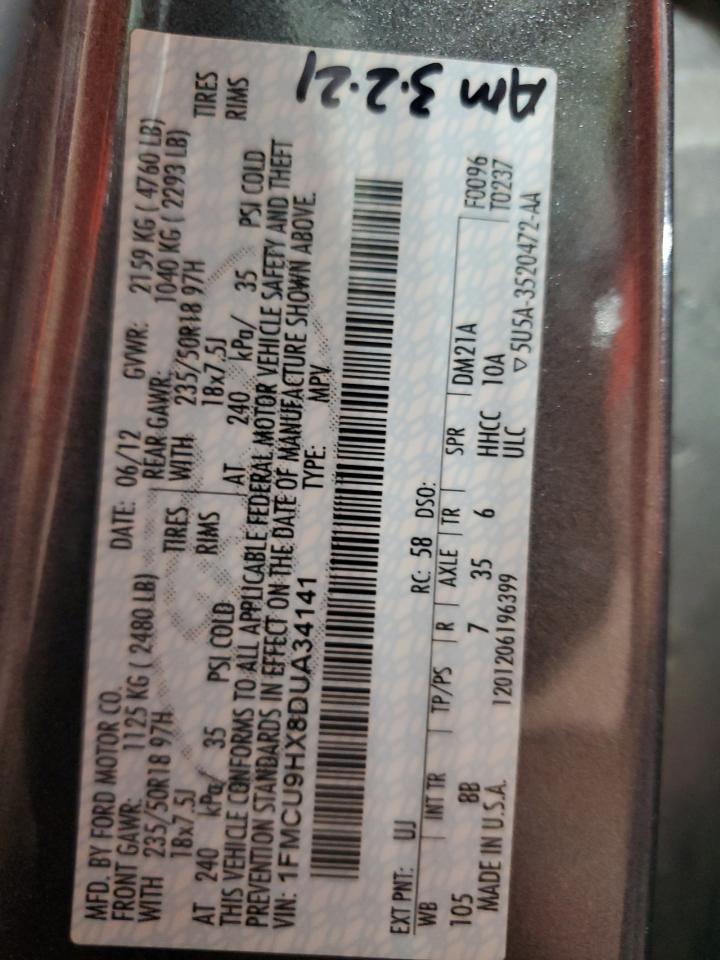 MFD. BY FORD MOTOR CO.
DATE: 06/12 GVWR: 2159 KG ( 4760 LB)
FRONT GAWR: 1125 KG ( 2480 LB)
REAR GAWR: 1040 KG ( 2293 LB)
WITH 235/50R18 97H TIRES
WITH 235/50R18 97H TIRES
18x7.5J RIMS
18x7.5J RIMS
AT 240 kPa/ 35 PSI COLD
AT 240 kPa/ 35 PSI COLD
THIS VEHICLE CONFORMS TO ALL APPLICABLE FEDERAL MOTOR VEHICLE SAFETY AND THEFT
PREVENTION STANDARDS IN EFFECT ON THE DATE OF MANUFACTURE SHOWN ABOVE.
VIN: 1FMCU9HX8DUA34141 TYPE: MPV
Am 3.2.21
EXT PNT: UJ RC: 58 DSO: F0096
WB INT TR TP/PS R AXLE TR SPR DM21A T0237
105 8B 7 35 6 HHCC 10A
MADE IN U.S.A. 1201206196399 ULC ▽5U5A-3520472-AA